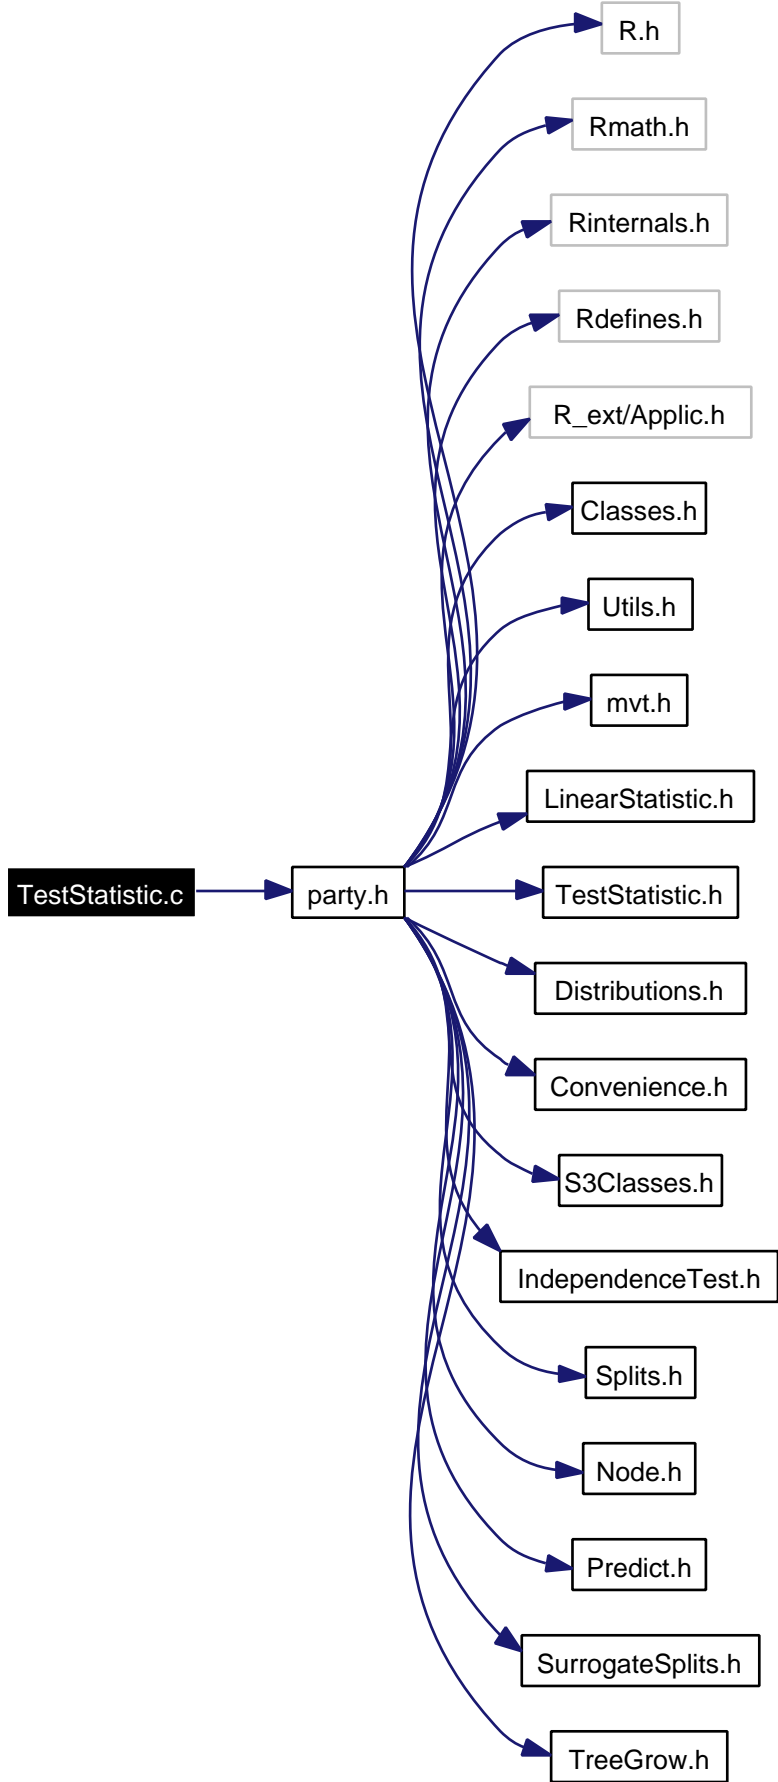 R.h
Rmath.h
Rinternals.h
Rdefines.h
R_ext/Applic.h
Classes.h
Utils.h
mvt.h
LinearStatistic.h
TestStatistic.c
party.h
TestStatistic.h
Distributions.h
Convenience.h
S3Classes.h
IndependenceTest.h
Splits.h
Node.h
Predict.h
SurrogateSplits.h
TreeGrow.h